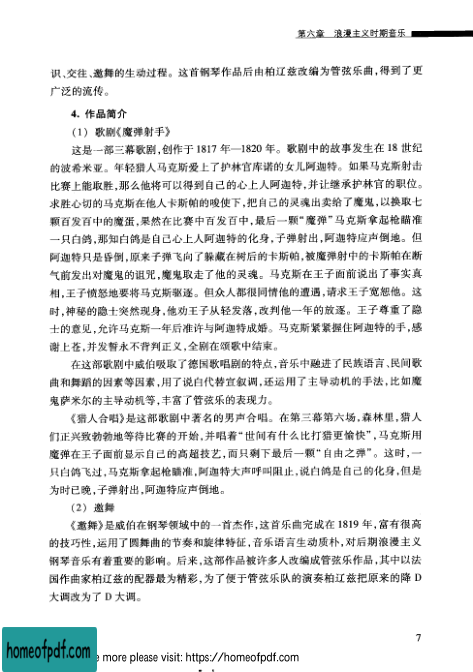 第六章 浪漫主义时期音乐
识、交往、邀舞的生动过程。这首钢琴作品后由柏辽兹改编为管弦乐曲,得到了更
广泛的流传。
4. 作品简介
(1) 歌剧《魔弹射手》
这是一部三幕歌剧,创作于 1817 年—1820 年。歌剧中的故事发生在 18 世纪
的波希米亚。年轻猎人马克斯爱上了护林官库诺的女儿阿迦特。如果马克斯射击
比赛上能取胜,那么他将可以得到自己的心上人阿迦特,并让继承护林官的职位。
求胜心切的马克斯在他人卡斯帕的唆使下,把自己的灵魂出卖给了魔鬼,以换取七
颗百发百中的魔蛋,果然在比赛中百发百中,最后一颗“魔弹”马克斯拿起枪瞄准
一只白鸽,那知白鸽是自己心上人阿迦特的化身,子弹射出,阿迦特应声倒地。但
阿迦特只是昏倒,原来子弹飞向了躲藏在树后的卡斯帕,被魔弹射中的卡斯帕在断
气前发出对魔鬼的诅咒,魔鬼取走了他的灵魂。马克斯在王子面前说出了事实真
相,王子愤怒地要将马克斯驱逐。但众人都很同情他的遭遇,请求王子宽恕他。这
时,神秘的隐士突然现身,他劝王子从轻发落,改判他一年的放逐。王子尊重了隐
士的意见,允许马克斯一年后准许与阿迦特成婚。马克斯紧紧握住阿迦特的手,感
谢上苍,并发誓永不背判正义,全剧在颂歌中结束。
在这部歌剧中威伯吸取了德国歌唱剧的特点,音乐中融进了民族语言、民间歌
曲和舞蹈的因素等因素,用了说白代替宣叙调,还运用了主导动机的手法,比如魔
鬼萨米尔的主导动机等,丰富了管弦乐的表现力。
《猎人合唱》是这部歌剧中著名的男声合唱。在第三幕第六场,森林里,猎人
们正兴致勃勃地等待比赛的开始,并唱着“世间有什么比打猎更愉快”,马克斯用
魔弹在王子面前显示自己的高超技艺,而只剩下最后一颗“自由之弹”。这时,一
只白鸽飞过,马克斯拿起枪瞄准,阿迦特大声呼叫阻止,说白鸽是自己的化身,但是
为时已晚,子弹射出,阿迦特应声倒地。
(2) 邀舞
《邀舞》是威伯在钢琴领域中的一首杰作,这首乐曲完成在 1819 年,富有很高
的技巧性,运用了圆舞曲的节奏和旋律特征,音乐语言生动质朴,对后期浪漫主义
钢琴音乐有着重要的影响。后来,这部作品被许多人改编成管弦乐作品,其中以法
国作曲家柏辽兹的配器最为精彩,为了便于管弦乐队的演奏柏辽兹把原来的降 D
大调改为了 D 大调。
7
homeofpdf.com
more please visit: https://homeofpdf.com